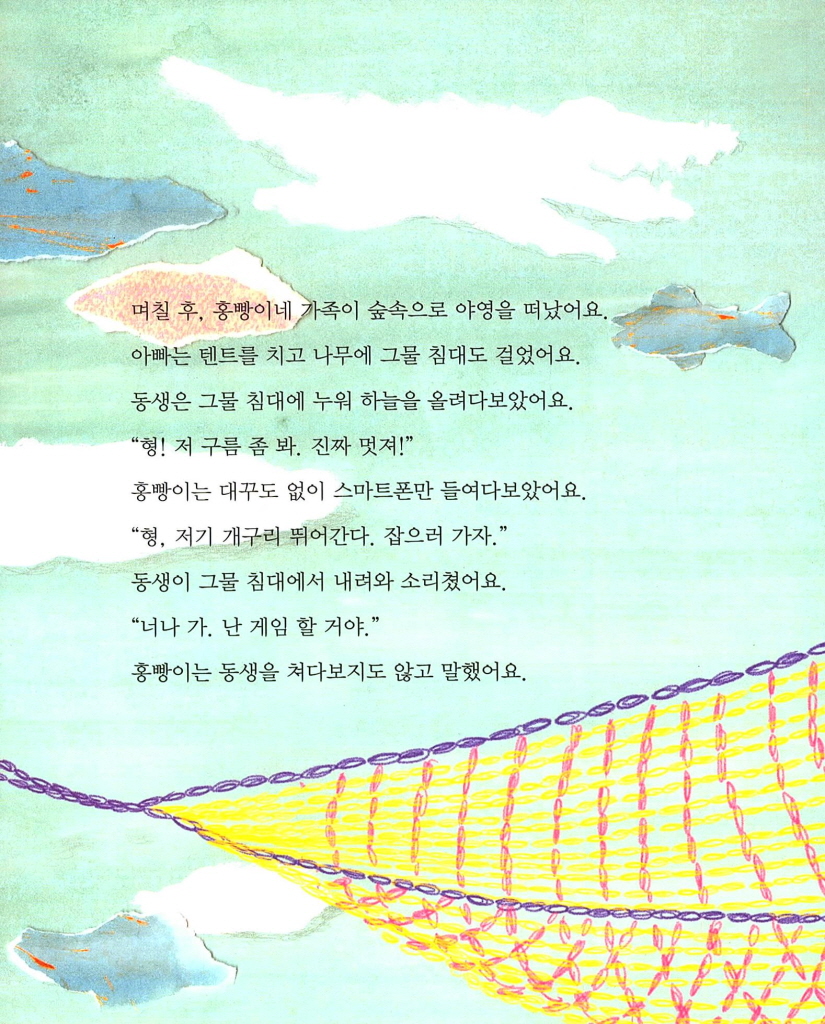 며칠 후, 홍빵이네 가족이 숲속으로 야영을 떠났어요.
아빠는 텐트를 치고 나무에 그물 침대도 걸었어요.
동생은 그물 침대에 누워 하늘을 올려다보았어요.
“형! 저 구름 좀 봐. 진짜 멋져!”
홍빵이는 대꾸도 없이 스마트폰만 들여다보았어요.
“형, 저기 개구리 뛰어간다. 잡으러 가자.”
동생이 그물 침대에서 내려와 소리쳤어요.
“너나 가. 난 게임 할 거야.”
홍빵이는 동생을 쳐다보지도 않고 말했어요.